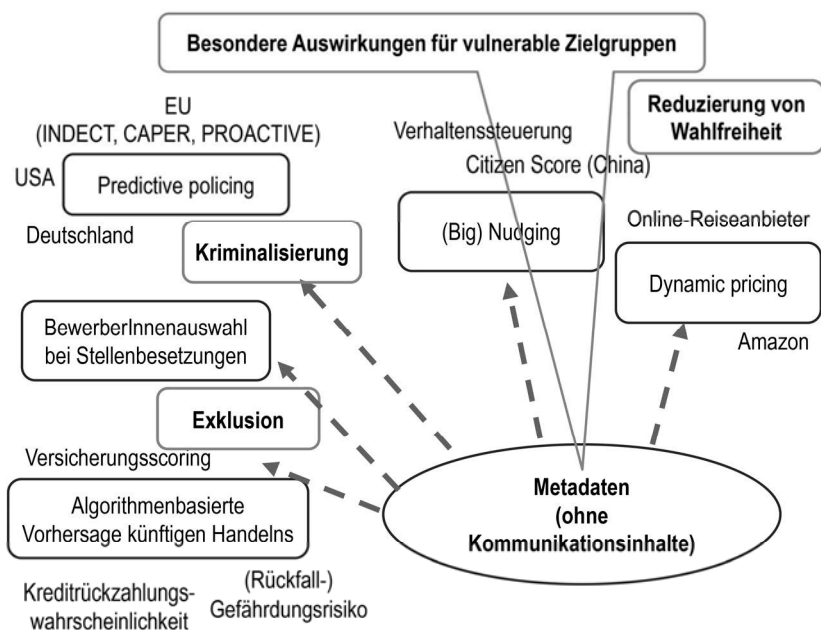 Besondere Auswirkungen für vulnerable Zielgruppen
EU
(INDECT, CAPER, PROACTIVE)
USA
Predictive policing
Deutschland
Kriminalisierung
Verhaltenssteuerung
Citizen Score (China)
(Big) Nudging
Reduzierung von
Wahlfreiheit
Online-Reiseanbieter
Dynamic pricing
Amazon
BewerberInnenauswahl
bei Stellenbesetzungen
Exklusion
Versicherungsscoring
Algorithmenbasierte
Vorhersage künftigen Handelns
Kreditrückzahlungs-
wahrscheinlichkeit
(Rückfall-)
Gefährdungsrisiko
Metadaten
(ohne
Kommunikationsinhalte)